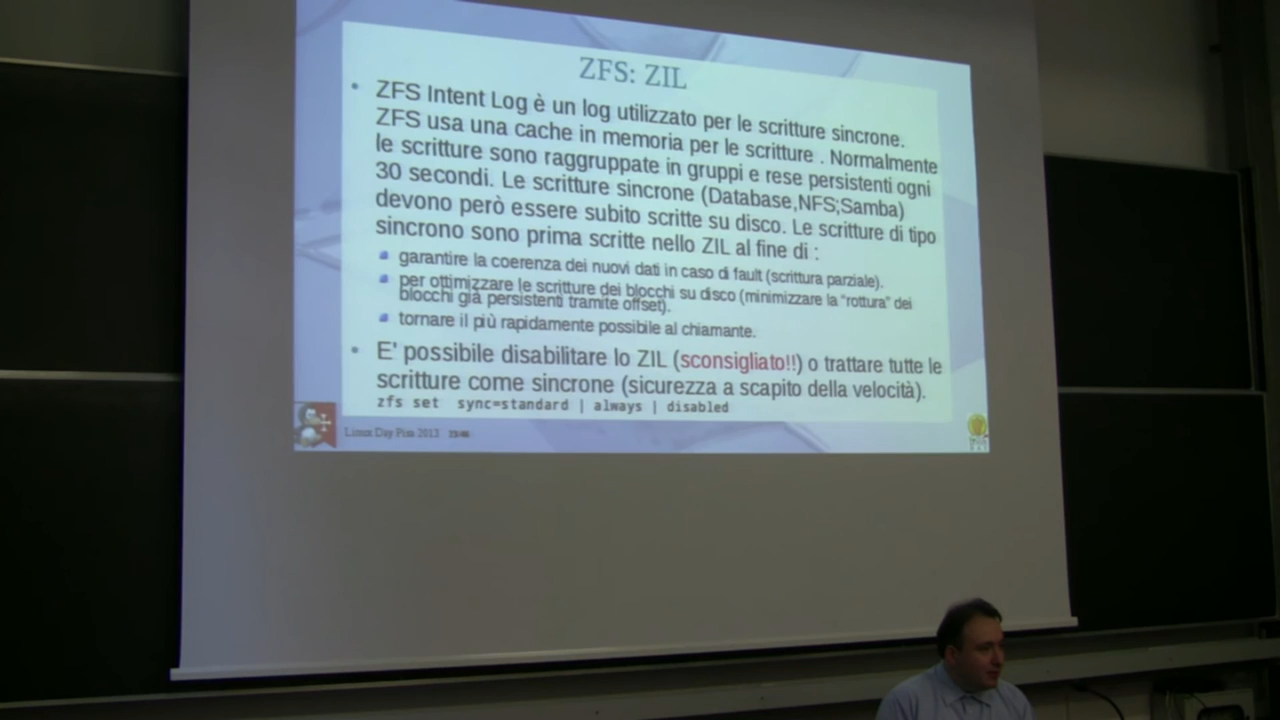 ZFS: ZIL
ZFS Intent Log è un log utilizzato per le scritture sincrone.
ZFS usa una cache in memoria per le scritture . Normalmente
le scritture sono raggruppate in gruppi e rese persistenti ogni
30 secondi. Le scritture sincrone (Database,NFS;Samba)
devono però essere subito scritte su disco. Le scritture di tipo
sincrono sono prima scritte nello ZIL al fine di :
garantire la coerenza dei nuovi dati in caso di fault (scrittura parziale).
per ottimizzare le scritture dei blocchi su disco (minimizzare la “rottura” dei
blocchi già persistenti tramite offset).
tornare il più rapidamente possibile al chiamante.
E' possibile disabilitare lo ZIL (sconsigliato!!) o trattare tutte le
scritture come sincrone (sicurezza a scapito della velocità).
zfs set sync=standard | always | disabled
Linux Day Pisa 2013